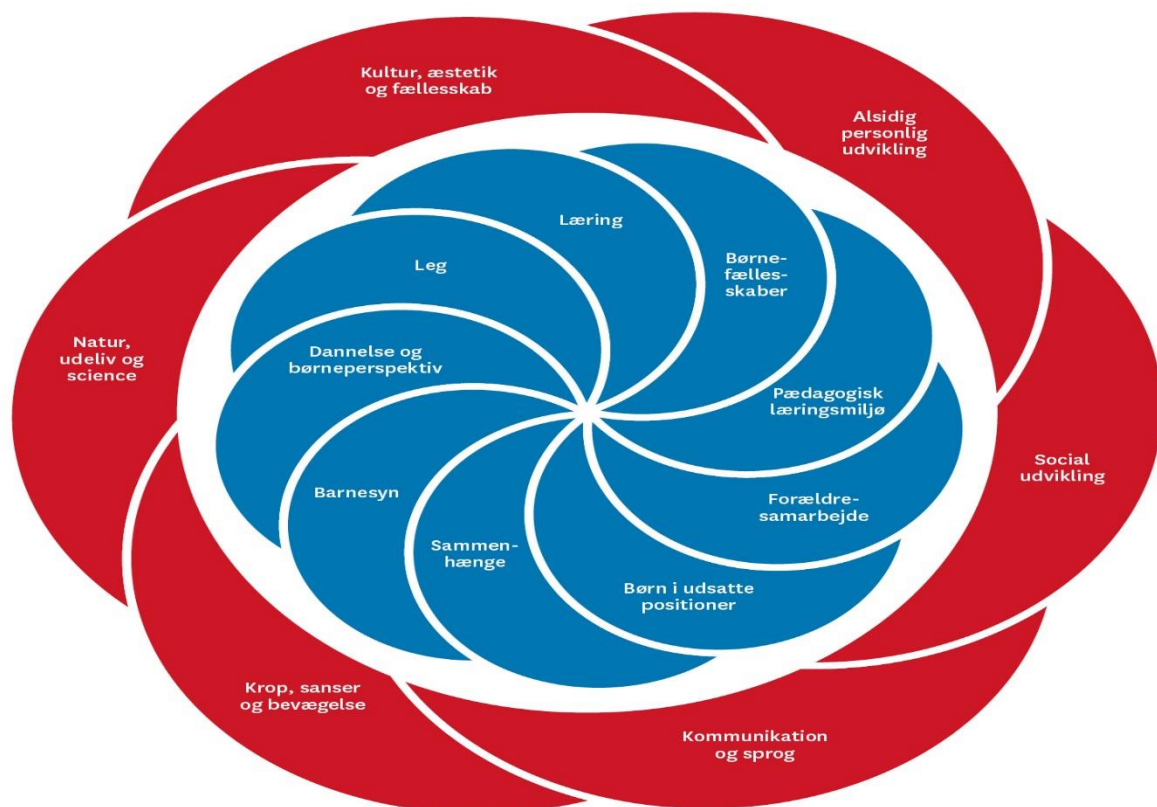 Kultur, æstetik
og fællesskab
Alsidig
personlig
udvikling
Læring
Børne-
fælles-
skaber
Leg
Natur,
udeliv og
science
Dannelse og
børneperspektiv
Pædagogisk
læringsmiljø
Social
udvikling
Barnesyn
Forældre-
samarbejde
Sammen-
hænge
Børn i udsatte
positioner
Krop, sanser
og bevægelse
Kommunikation
og sprog